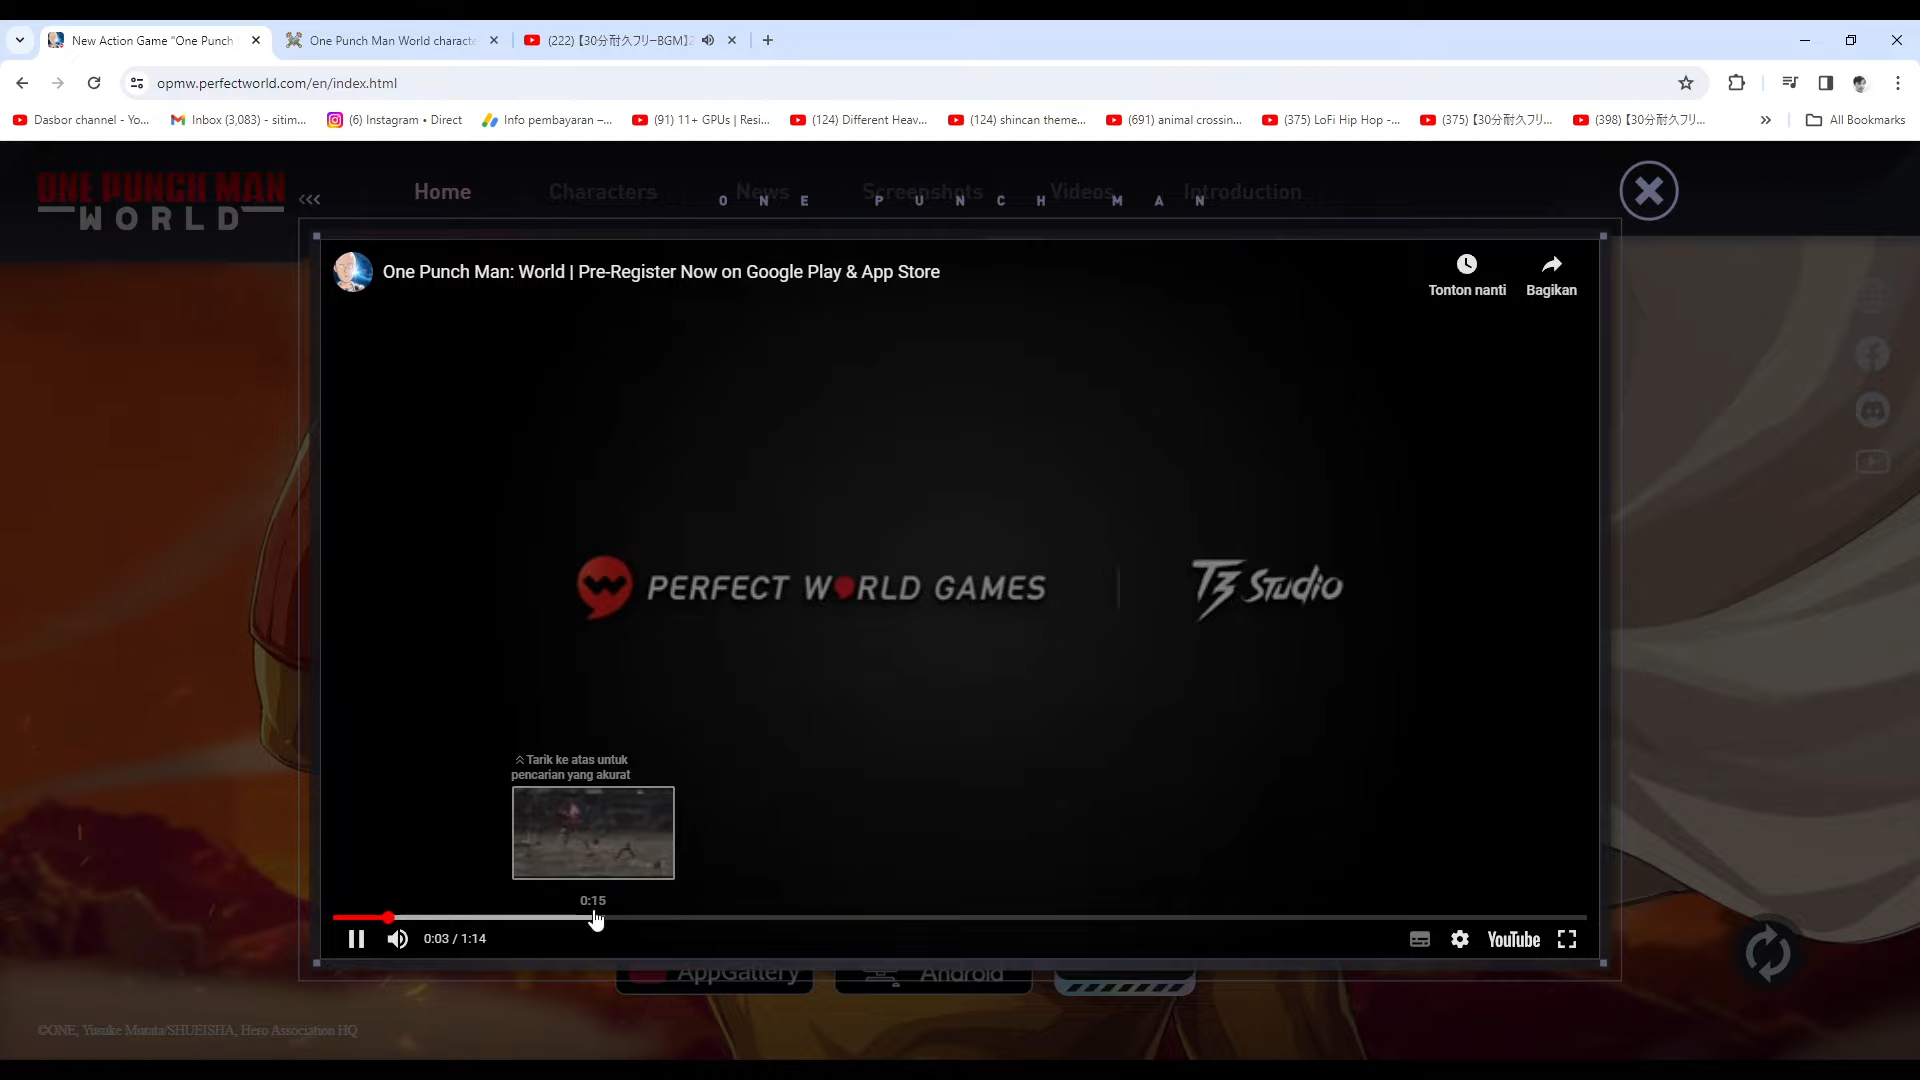 New Action Game "One Punch
One Punch Man World characte
(222) 【30分耐久フリーBGM】2
opmw.perfectworld.com/en/index.html
Dasbor channel - Yo...
Inbox (3,083) - sitim...
(6) Instagram • Direct
Info pembayaran –...
(91) 11+ GPUs | Resi...
(124) Different Heav...
(124) shincan theme...
(691) animal crossin...
(375) LoFi Hip Hop -...
(375) 【30分耐久フリ...
(398) 【30分耐久フリ...
All Bookmarks
ONE PUNCH MAN
WORLD
Home
Characters
News
Screenshots
Videos
Introduction
ONE PUNCH MAN
One Punch Man: World | Pre-Register Now on Google Play & App Store
Tonton nanti
Bagikan
PERFECT WORLD GAMES
T3 Studio
Tarik ke atas untuk
pencarian yang akurat
0:15
0:03 / 1:14
YouTube
AppGallery
Android
©ONE, Yusuke Murata/SHUEISHA, Hero Association HQ